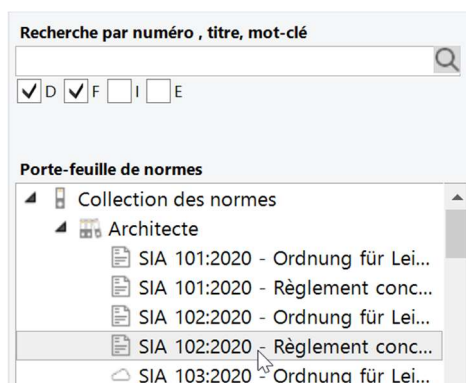 Recherche par numéro , titre, mot-clé
D F I E
Porte-feuille de normes
Collection des normes
Architecte
SIA 101:2020 - Ordnung für Lei...
SIA 101:2020 - Règlement conc...
SIA 102:2020 - Ordnung für Lei...
SIA 102:2020 - Règlement conc...
SIA 103:2020 - Ordnung für Lei...